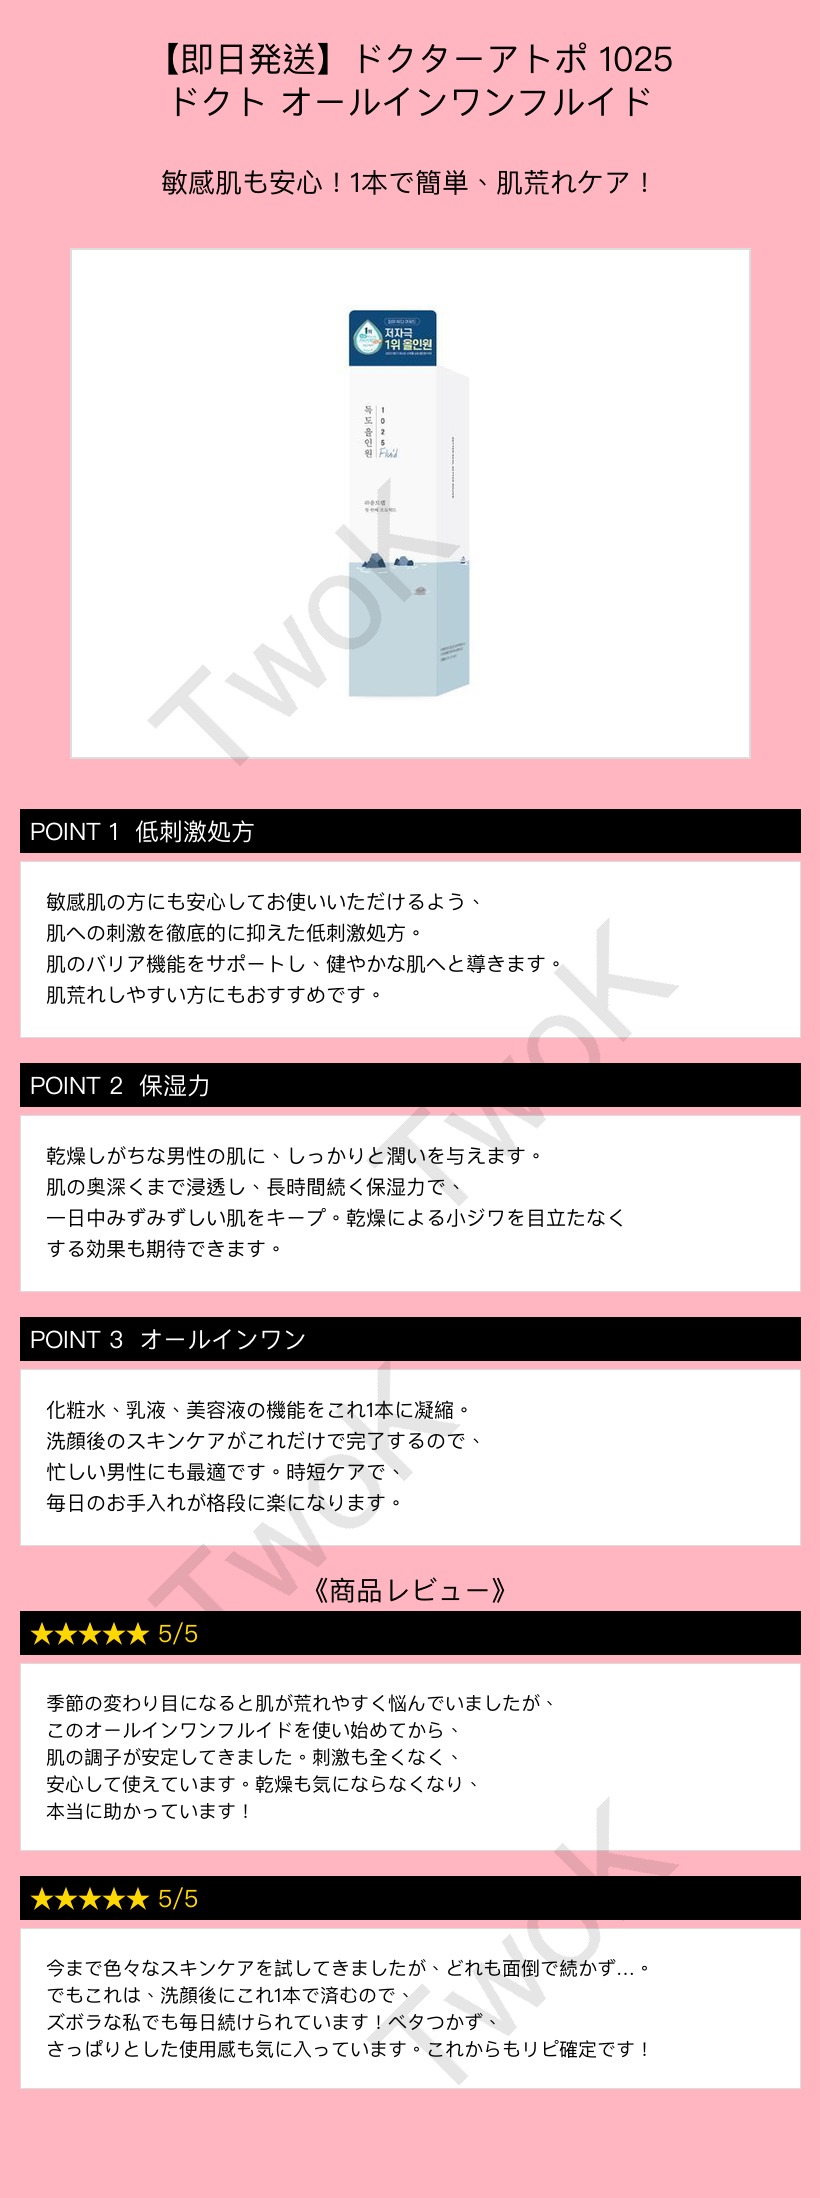 【即日発送】ドクターアトポ 1025
ドクト オールインワンフルイド
敏感肌も安心！1本で簡単、肌荒れケア！
저자극
1위 올인원
독도올인원
1025
Fluid
라운드랩
TwoK
POINT 1 低刺激処方
敏感肌の方にも安心してお使いいただけるよう、
肌への刺激を徹底的に抑えた低刺激処方。
肌のバリア機能をサポートし、健やかな肌へと導きます。
肌荒れしやすい方にもおすすめです。
TwoK
POINT 2 保湿力
乾燥しがちな男性の肌に、しっかりと潤いを与えます。
肌の奥深くまで浸透し、長時間続く保湿力で、
一日中みずみずしい肌をキープ。乾燥による小ジワを目立たなく
する効果も期待できます。
POINT 3 オールインワン
化粧水、乳液、美容液の機能をこれ1本に凝縮。
洗顔後のスキンケアがこれだけで完了するので、
忙しい男性にも最適です。時短ケアで、
毎日のお手入れが格段に楽になります。
TwoK
《商品レビュー》
★★★★★ 5/5
季節の変わり目になると肌が荒れやすく悩んでいましたが、
このオールインワンフルイドを使い始めてから、
肌の調子が安定してきました。刺激も全くなく、
安心して使えています。乾燥も気にならなくなり、
本当に助かっています！
★★★★★ 5/5
今まで色々なスキンケアを試してきましたが、どれも面倒で続かず…。
でもこれは、洗顔後にこれ1本で済むので、
ズボラな私でも毎日続けられています！ベタつかず、
さっぱりとした使用感も気に入っています。これからもリピ確定です！
TwoK